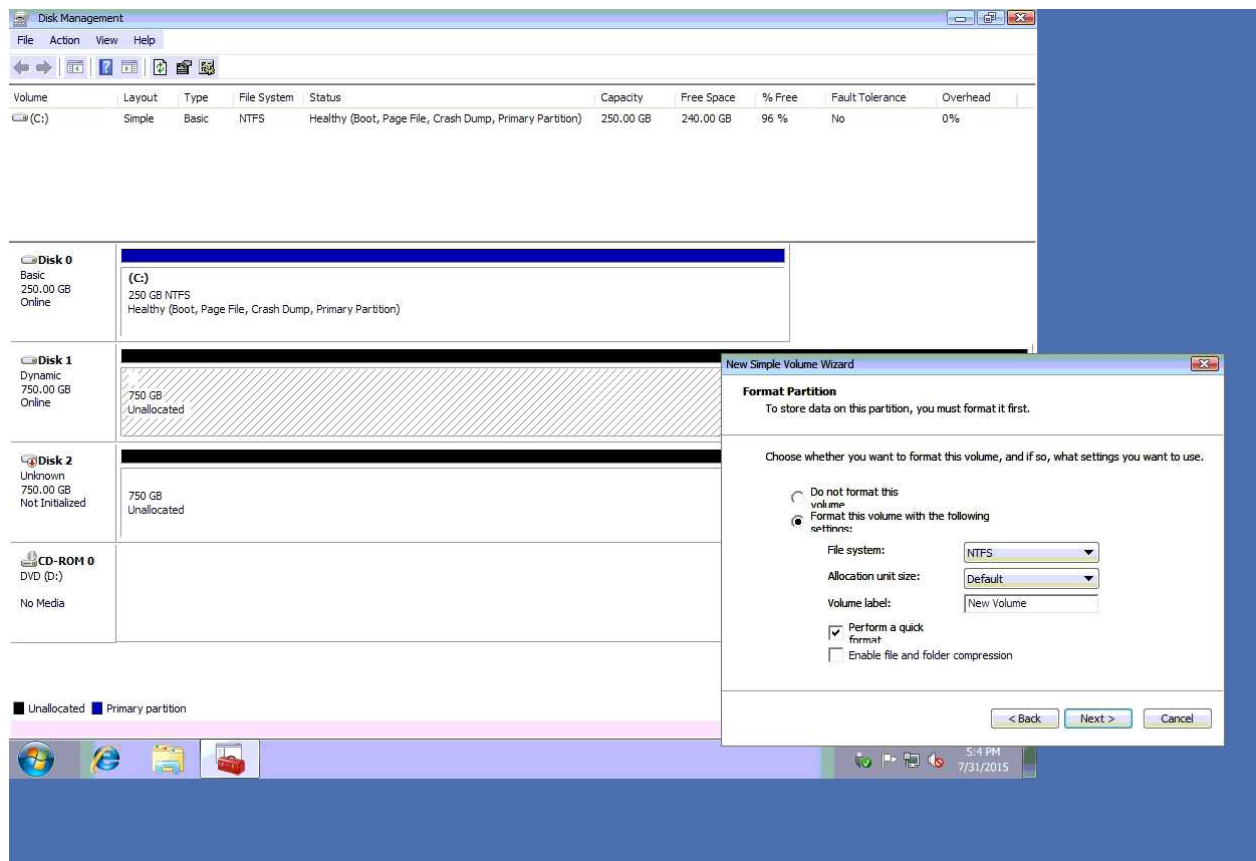 Disk Management
File Action View Help
Volume Layout Type File System Status Capacity Free Space % Free Fault Tolerance Overhead
(C:) Simple Basic NTFS Healthy (Boot, Page File, Crash Dump, Primary Partition) 250.00 GB 240.00 GB 96 % No 0%
Disk 0
Basic
250.00 GB
Online
(C:)
250 GB NTFS
Healthy (Boot, Page File, Crash Dump, Primary Partition)
Disk 1
Dynamic
750.00 GB
Online
750 GB
Unallocated
Disk 2
Unknown
750.00 GB
Not Initialized
750 GB
Unallocated
CD-ROM 0
DVD (D:)
No Media
Unallocated Primary partition
New Simple Volume Wizard
Format Partition
To store data on this partition, you must format it first.
Choose whether you want to format this volume, and if so, what settings you want to use.
Do not format this
volume
Format this volume with the following
settings:
File system: NTFS
Allocation unit size: Default
Volume label: New Volume
Perform a quick
format
Enable file and folder compression
< Back Next > Cancel
5:4 PM
7/31/2015